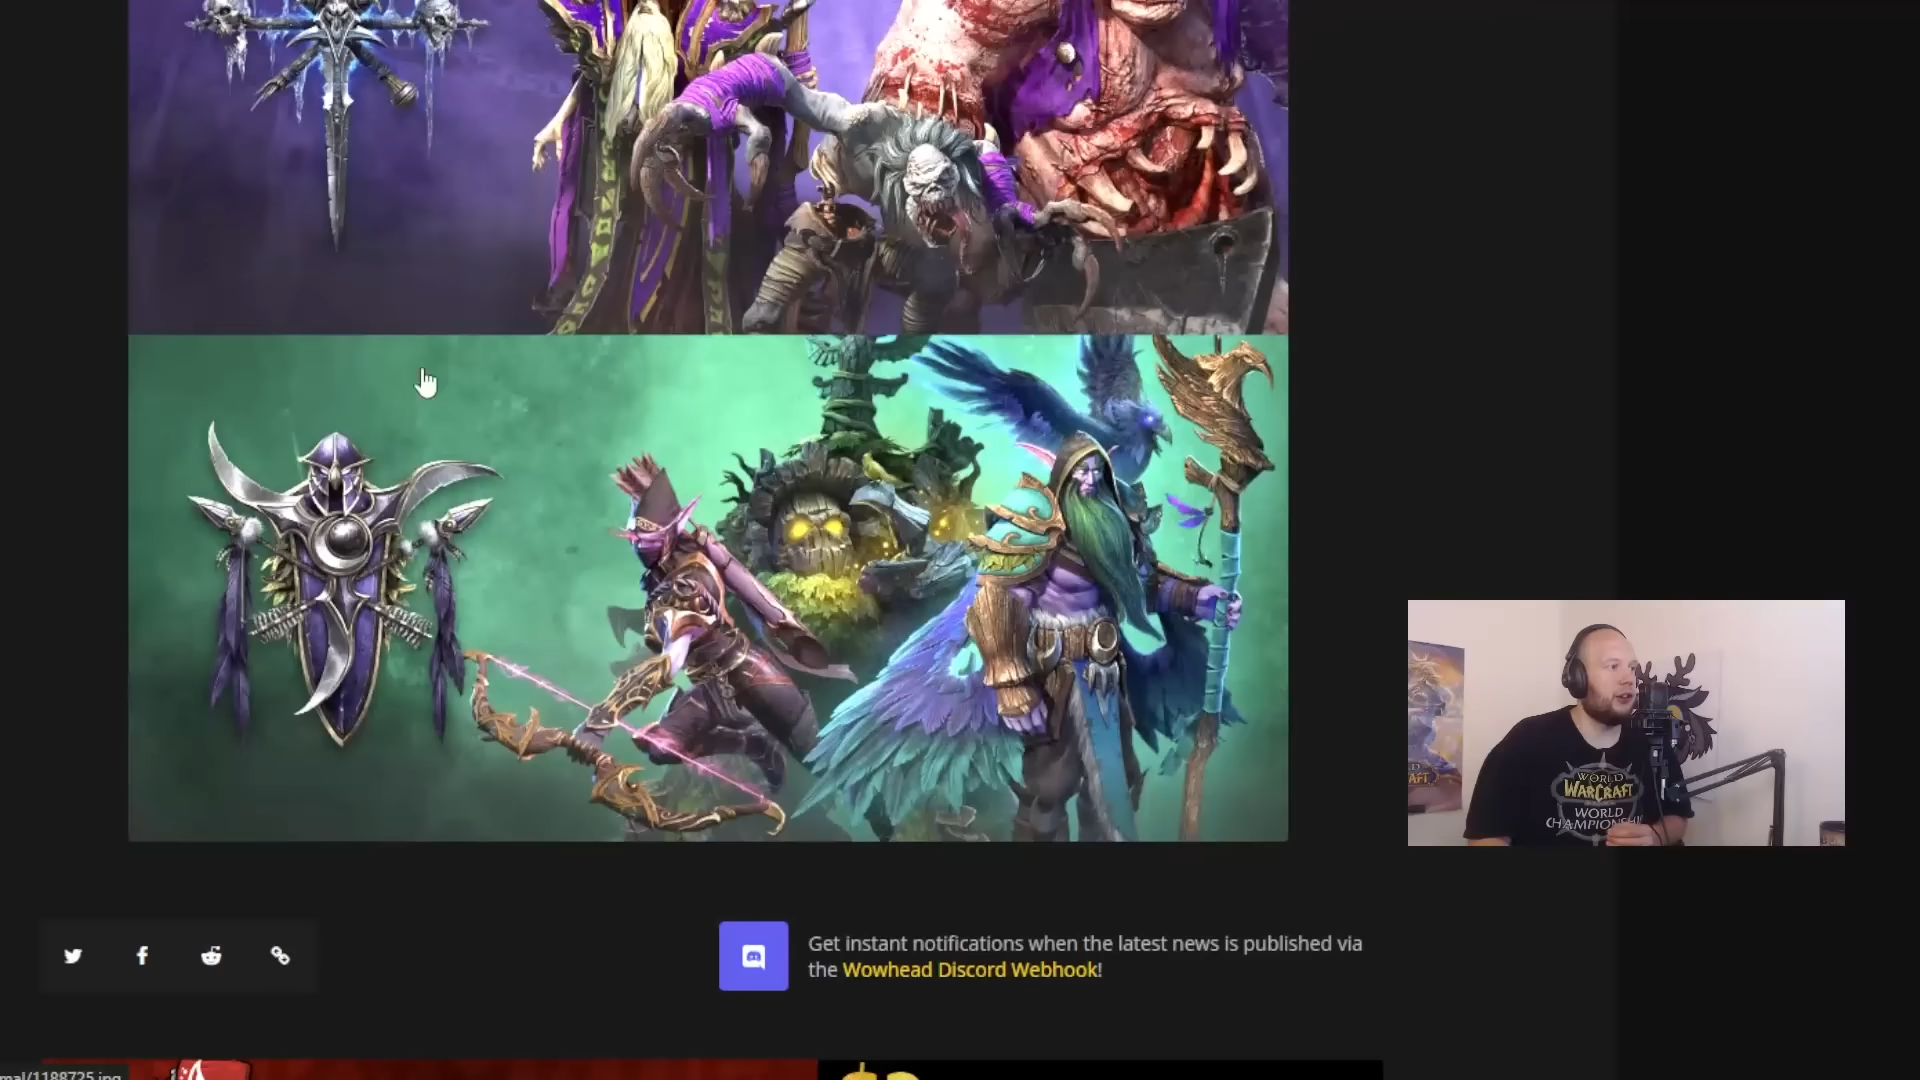 WORLD
WARCRAFT
WORLD
Get instant notifications when the latest news is published via
the Wowhead Discord Webhook!